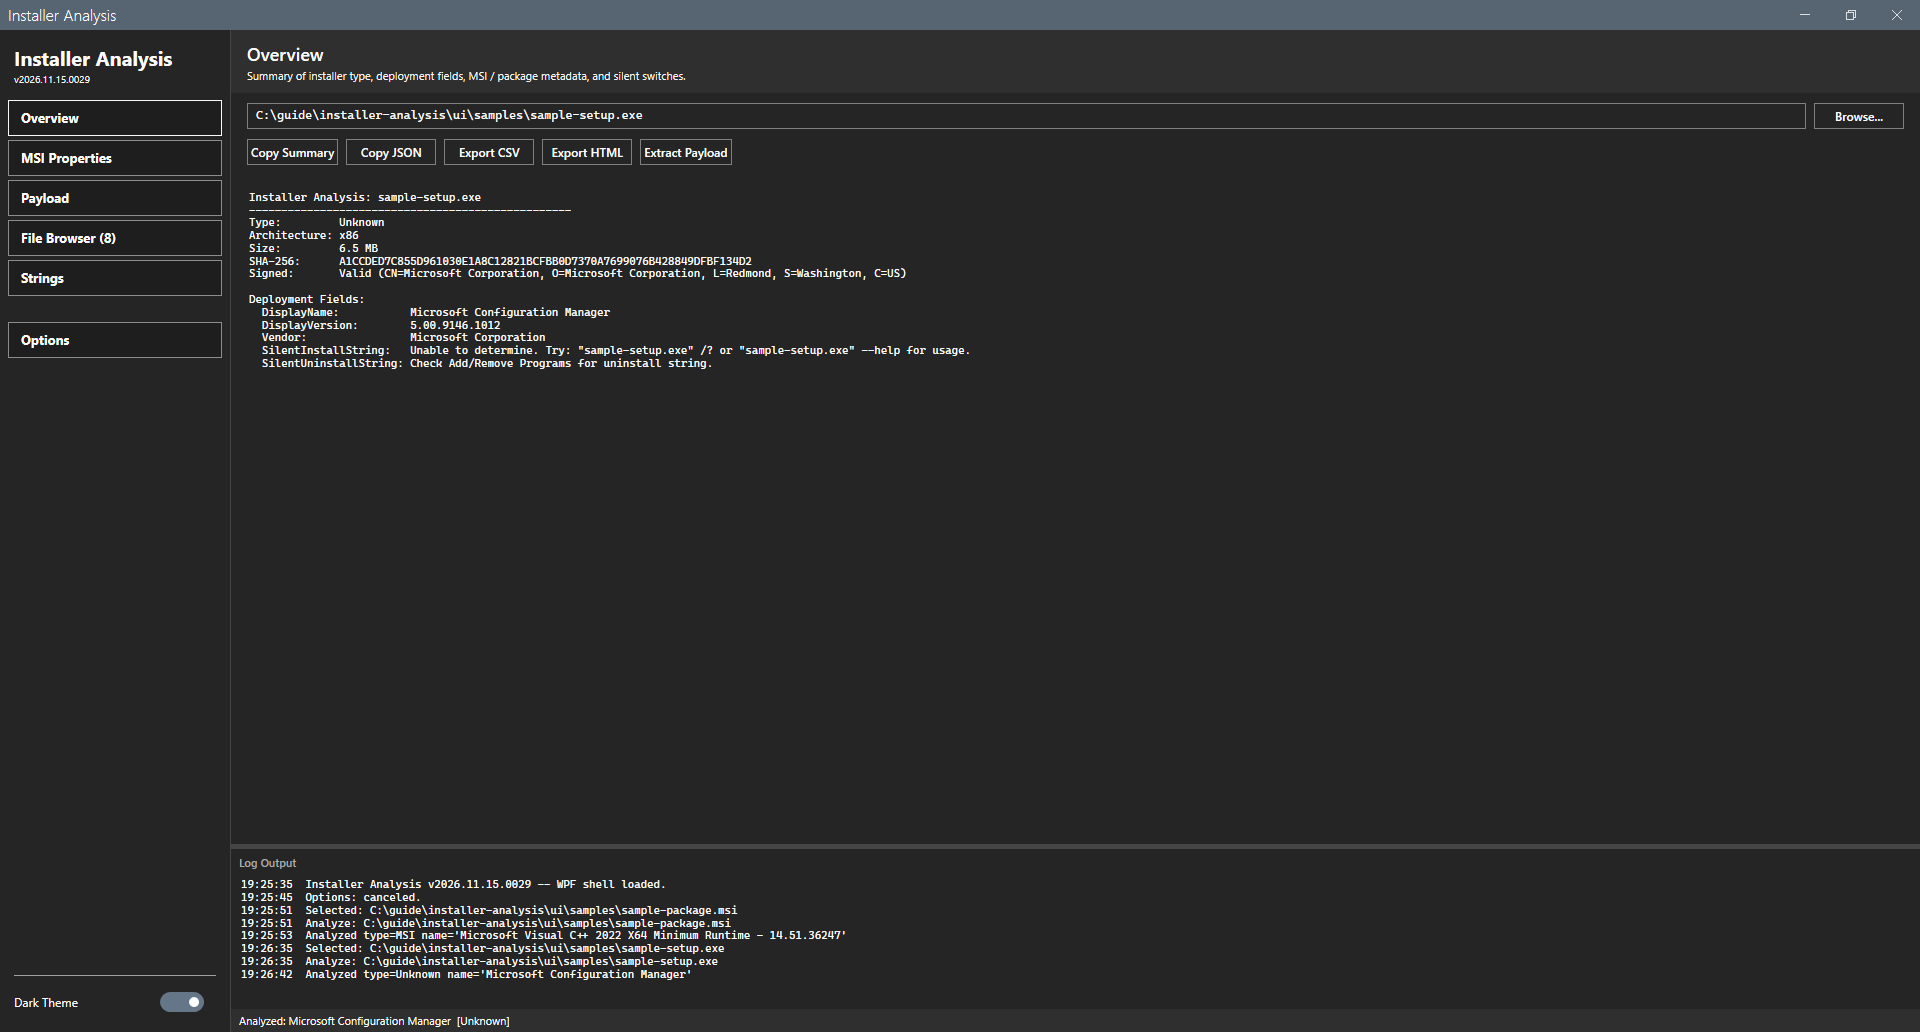 Installer Analysis
Installer Analysis
v2026.11.15.0029
Overview
MSI Properties
Payload
File Browser (8)
Strings
Options
Dark Theme
Overview
Summary of installer type, deployment fields, MSI / package metadata, and silent switches.
C:\guide\installer-analysis\ui\samples\sample-setup.exe
Browse...
Copy Summary
Copy JSON
Export CSV
Export HTML
Extract Payload
Installer Analysis: sample-setup.exe
--------------------------------------------------
Type: Unknown
Architecture: x86
Size: 6.5 MB
SHA-256: A1CCDED7C855D961030E1A8C12821BCFBB0D7370A7699076B428849DFBF134D2
Signed: Valid (CN=Microsoft Corporation, O=Microsoft Corporation, L=Redmond, S=Washington, C=US)
Deployment Fields:
DisplayName: Microsoft Configuration Manager
DisplayVersion: 5.00.9146.1012
Vendor: Microsoft Corporation
SilentInstallString: Unable to determine. Try: "sample-setup.exe" /? or "sample-setup.exe" --help for usage.
SilentUninstallString: Check Add/Remove Programs for uninstall string.
Log Output
19:25:35 Installer Analysis v2026.11.15.0029 -- WPF shell loaded.
19:25:45 Options: canceled.
19:25:51 Selected: C:\guide\installer-analysis\ui\samples\sample-package.msi
19:25:51 Analyze: C:\guide\installer-analysis\ui\samples\sample-package.msi
19:25:53 Analyzed type=MSI name='Microsoft Visual C++ 2022 X64 Minimum Runtime - 14.51.36247'
19:26:35 Selected: C:\guide\installer-analysis\ui\samples\sample-setup.exe
19:26:35 Analyze: C:\guide\installer-analysis\ui\samples\sample-setup.exe
19:26:42 Analyzed type=Unknown name='Microsoft Configuration Manager'
Analyzed: Microsoft Configuration Manager [Unknown]